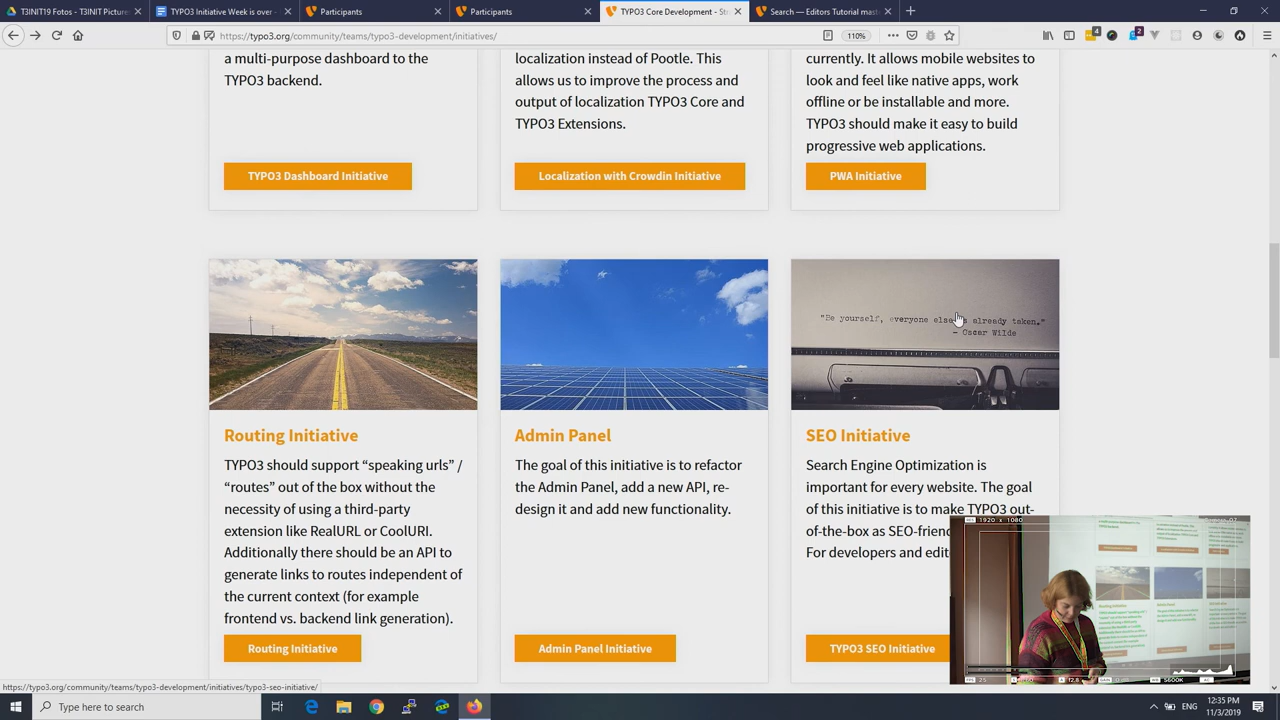 T3INIT19 Fotos - T3INIT Picture
TYPO3 Initiative Week is over -
Participants
Participants
TYPO3 Core Development - St
Search — Editors Tutorial mast
https://typo3.org/community/teams/typo3-development/initiatives/
110%
4
2
a multi-purpose dashboard to the
TYPO3 backend.
TYPO3 Dashboard Initiative
localization instead of Pootle. This
allows us to improve the process and
output of localization TYPO3 Core and
TYPO3 Extensions.
Localization with Crowdin Initiative
currently. It allows mobile websites to
look and feel like native apps, work
offline or be installable and more.
TYPO3 should make it easy to build
progressive web applications.
PWA Initiative
"Be yourself, everyone else is already taken."
- Oscar Wilde
Routing Initiative
TYPO3 should support “speaking urls” /
“routes” out of the box without the
necessity of using a third-party
extension like RealURL or CoolURI.
Additionally there should be an API to
generate links to routes independent of
the current context (for example
frontend vs. backend link generation).
Routing Initiative
Admin Panel
The goal of this initiative is to refactor
the Admin Panel, add a new API, re-
design it and add new functionality.
Admin Panel Initiative
SEO Initiative
Search Engine Optimization is
important for every website. The goal
of this initiative is to make TYPO3 out-
of-the-box as SEO-friend
For developers and edit
TYPO3 SEO Initiative
1920 x 1080
5600K
https://typo3.org/community/teams/typo3-development/initiatives/typo3-seo-initiative/
Type here to search
ENG
12:35 PM
11/3/2019